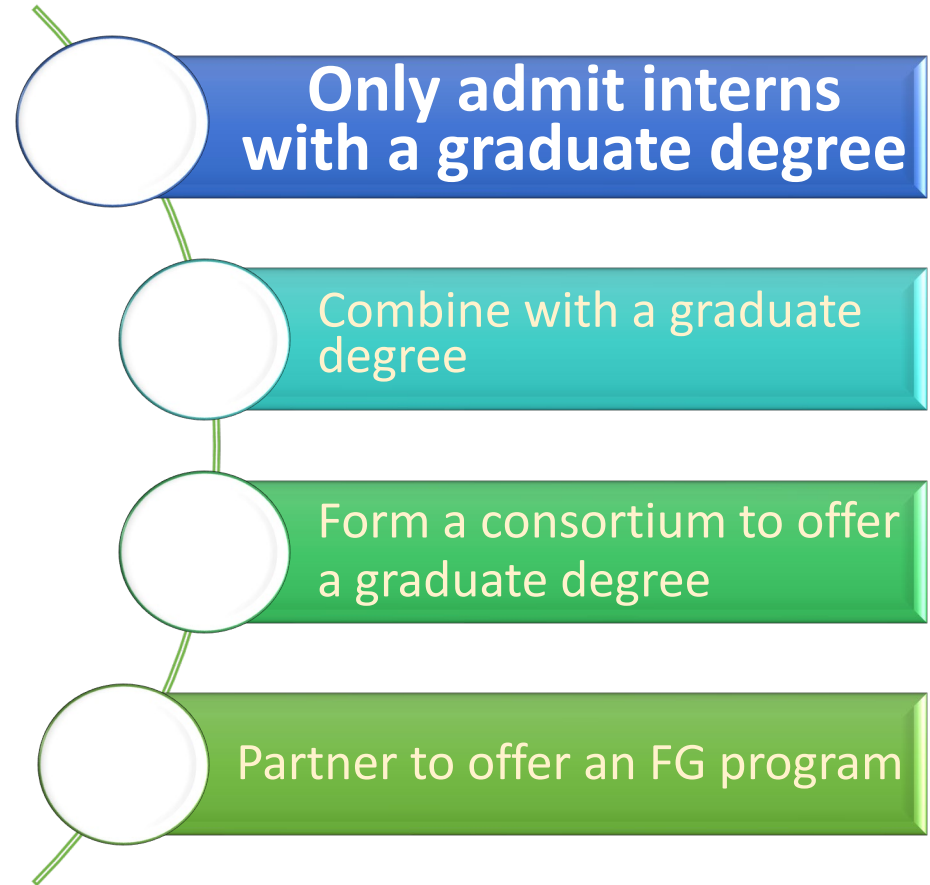 Only admit interns
with a graduate degree
Combine with a graduate
degree
Form a consortium to offer
a graduate degree
Partner to offer an FG program